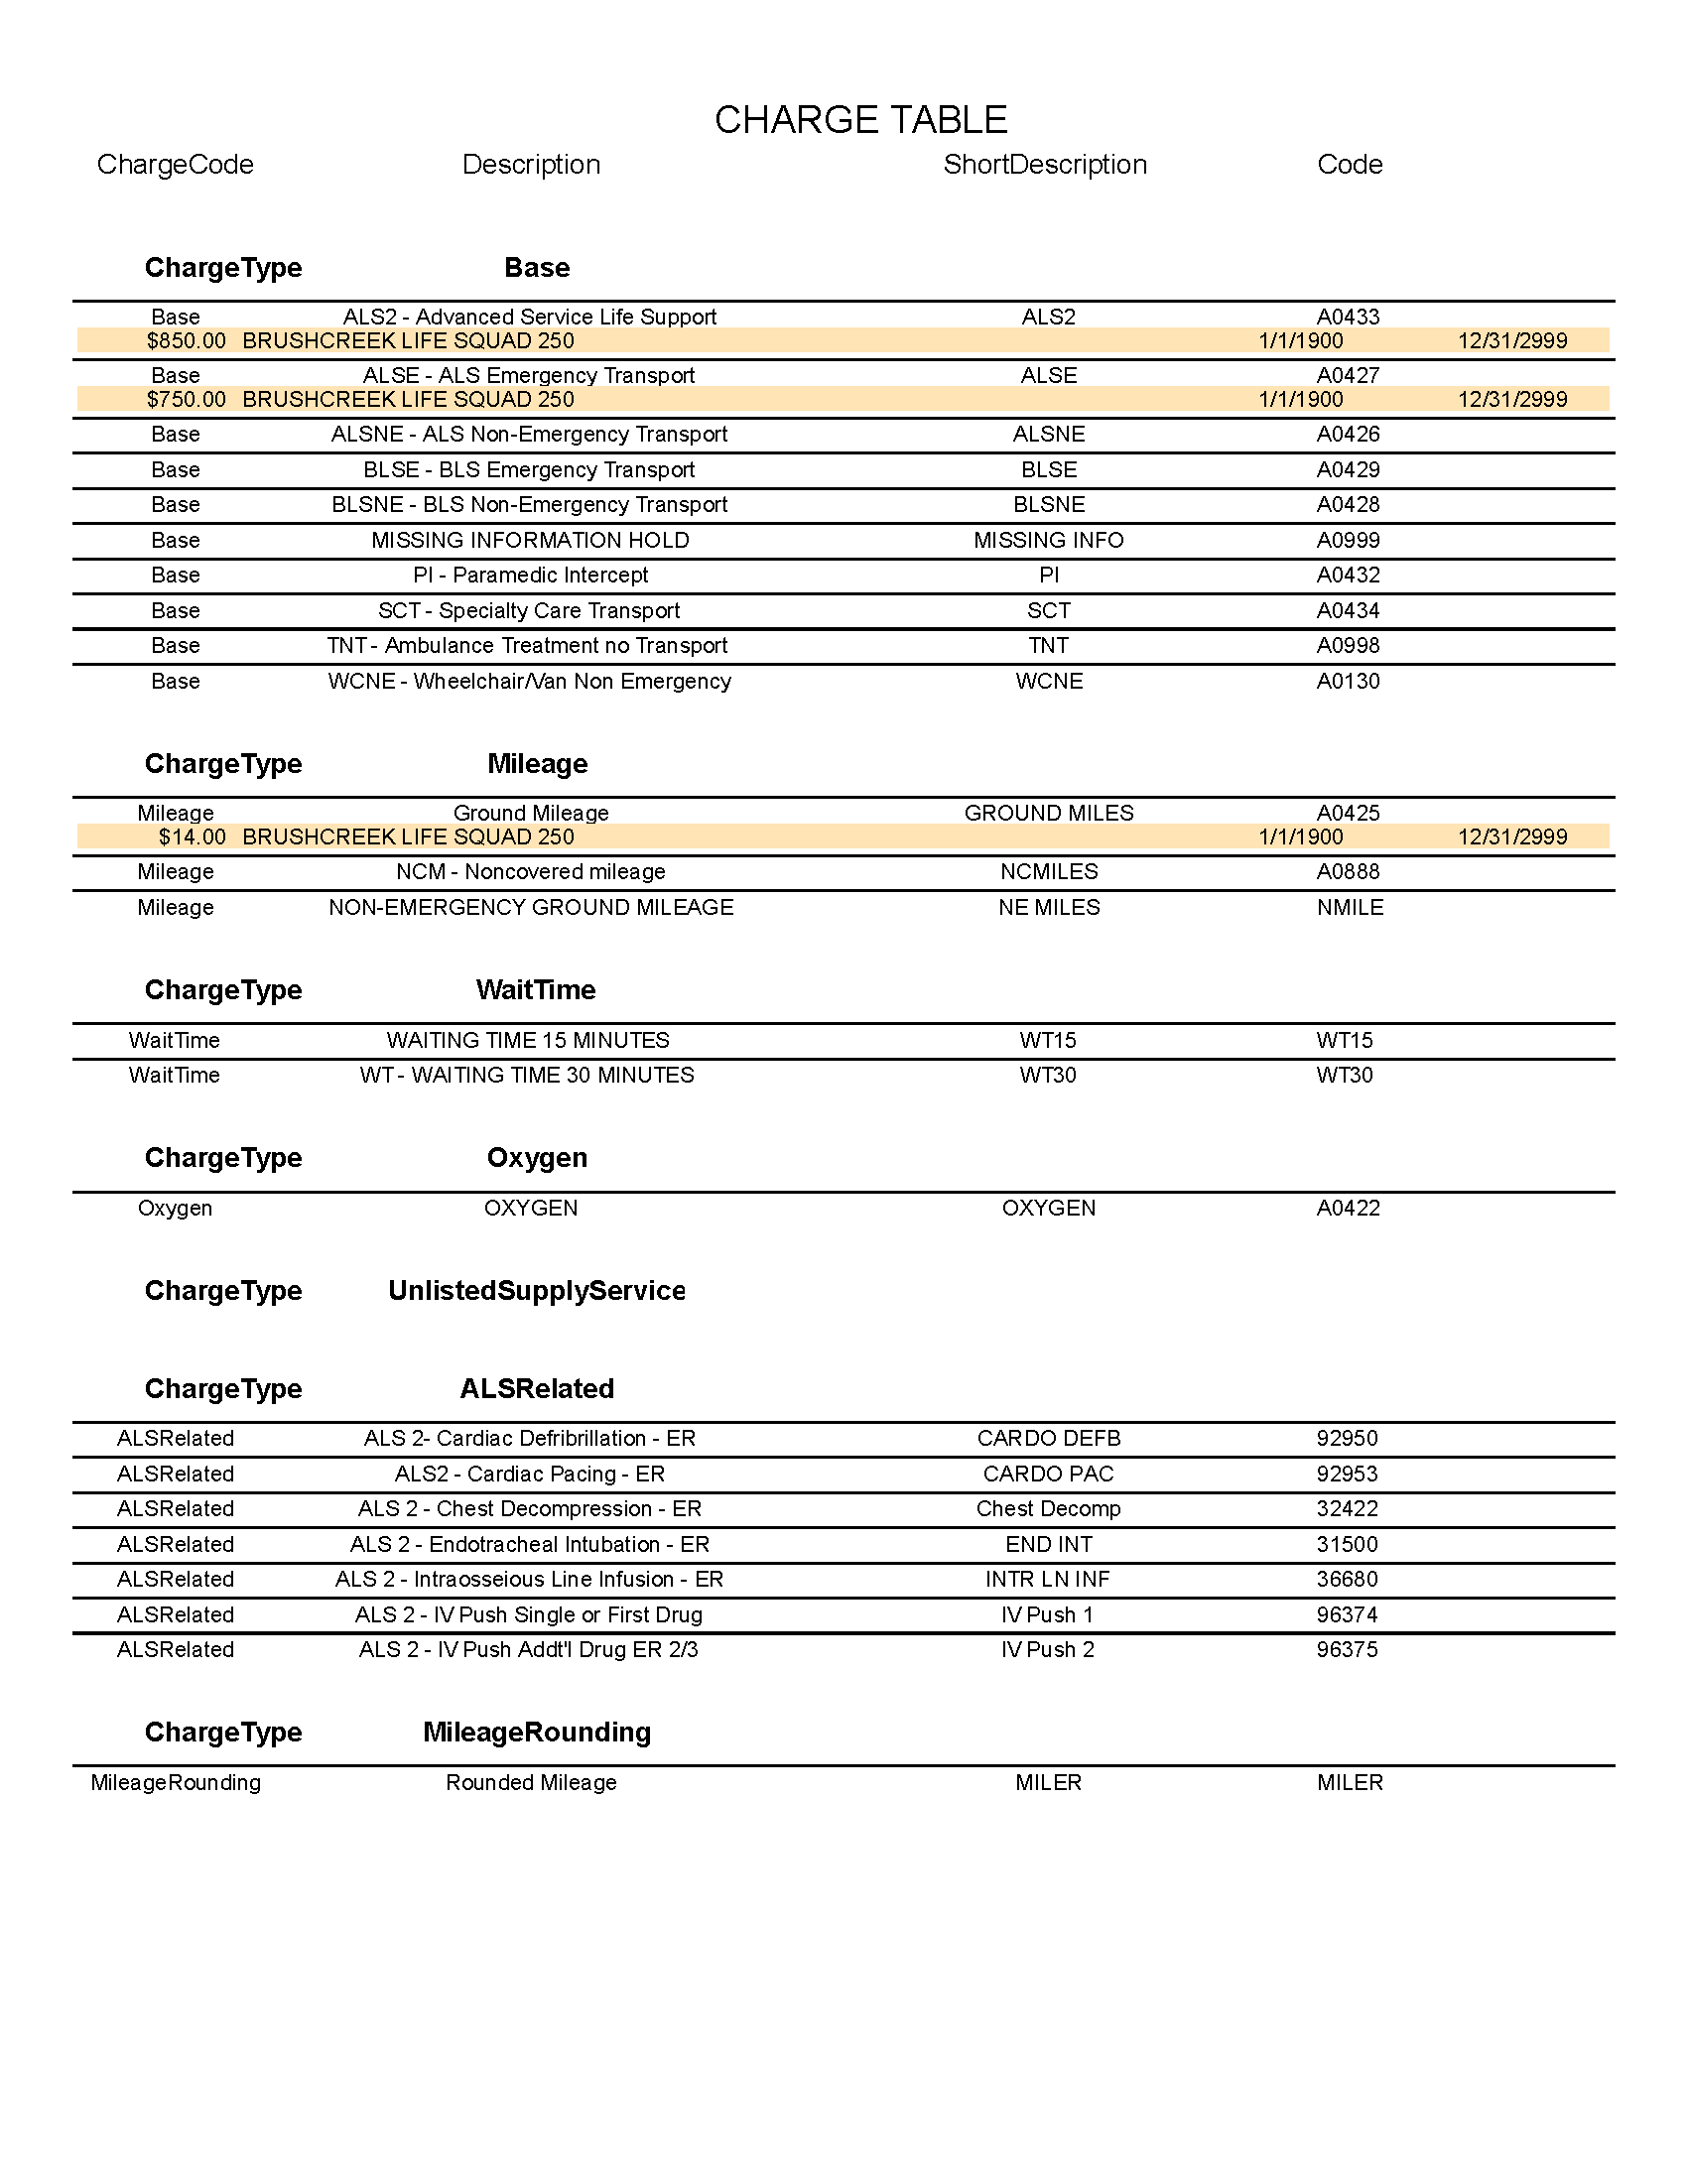 CHARGE TABLE
ChargeCode Description ShortDescription Code
ChargeType Base
Base ALS2 - Advanced Service Life Support ALS2 A0433
$850.00 BRUSHCREEK LIFE SQUAD 250 1/1/1900 12/31/2999
Base ALSE - ALS Emergency Transport ALSE A0427
$750.00 BRUSHCREEK LIFE SQUAD 250 1/1/1900 12/31/2999
Base ALSNE - ALS Non-Emergency Transport ALSNE A0426
Base BLSE - BLS Emergency Transport BLSE A0429
Base BLSNE - BLS Non-Emergency Transport BLSNE A0428
Base MISSING INFORMATION HOLD MISSING INFO A0999
Base PI - Paramedic Intercept PI A0432
Base SCT - Specialty Care Transport SCT A0434
Base TNT - Ambulance Treatment no Transport TNT A0998
Base WCNE - Wheelchair/Van Non Emergency WCNE A0130
ChargeType Mileage
Mileage Ground Mileage GROUND MILES A0425
$14.00 BRUSHCREEK LIFE SQUAD 250 1/1/1900 12/31/2999
Mileage NCM - Noncovered mileage NCMILES A0888
Mileage NON-EMERGENCY GROUND MILEAGE NE MILES NMILE
ChargeType WaitTime
WaitTime WAITING TIME 15 MINUTES WT15 WT15
WaitTime WT - WAITING TIME 30 MINUTES WT30 WT30
ChargeType Oxygen
Oxygen OXYGEN OXYGEN A0422
ChargeType UnlistedSupplyService
ChargeType ALSRelated
ALSRelated ALS 2- Cardiac Defribrillation - ER CARDO DEFB 92950
ALSRelated ALS2 - Cardiac Pacing - ER CARDO PAC 92953
ALSRelated ALS 2 - Chest Decompression - ER Chest Decomp 32422
ALSRelated ALS 2 - Endotracheal Intubation - ER END INT 31500
ALSRelated ALS 2 - Intraosseious Line Infusion - ER INTR LN INF 36680
ALSRelated ALS 2 - IV Push Single or First Drug IV Push 1 96374
ALSRelated ALS 2 - IV Push Addt'l Drug ER 2/3 IV Push 2 96375
ChargeType MileageRounding
MileageRounding Rounded Mileage MILER MILER